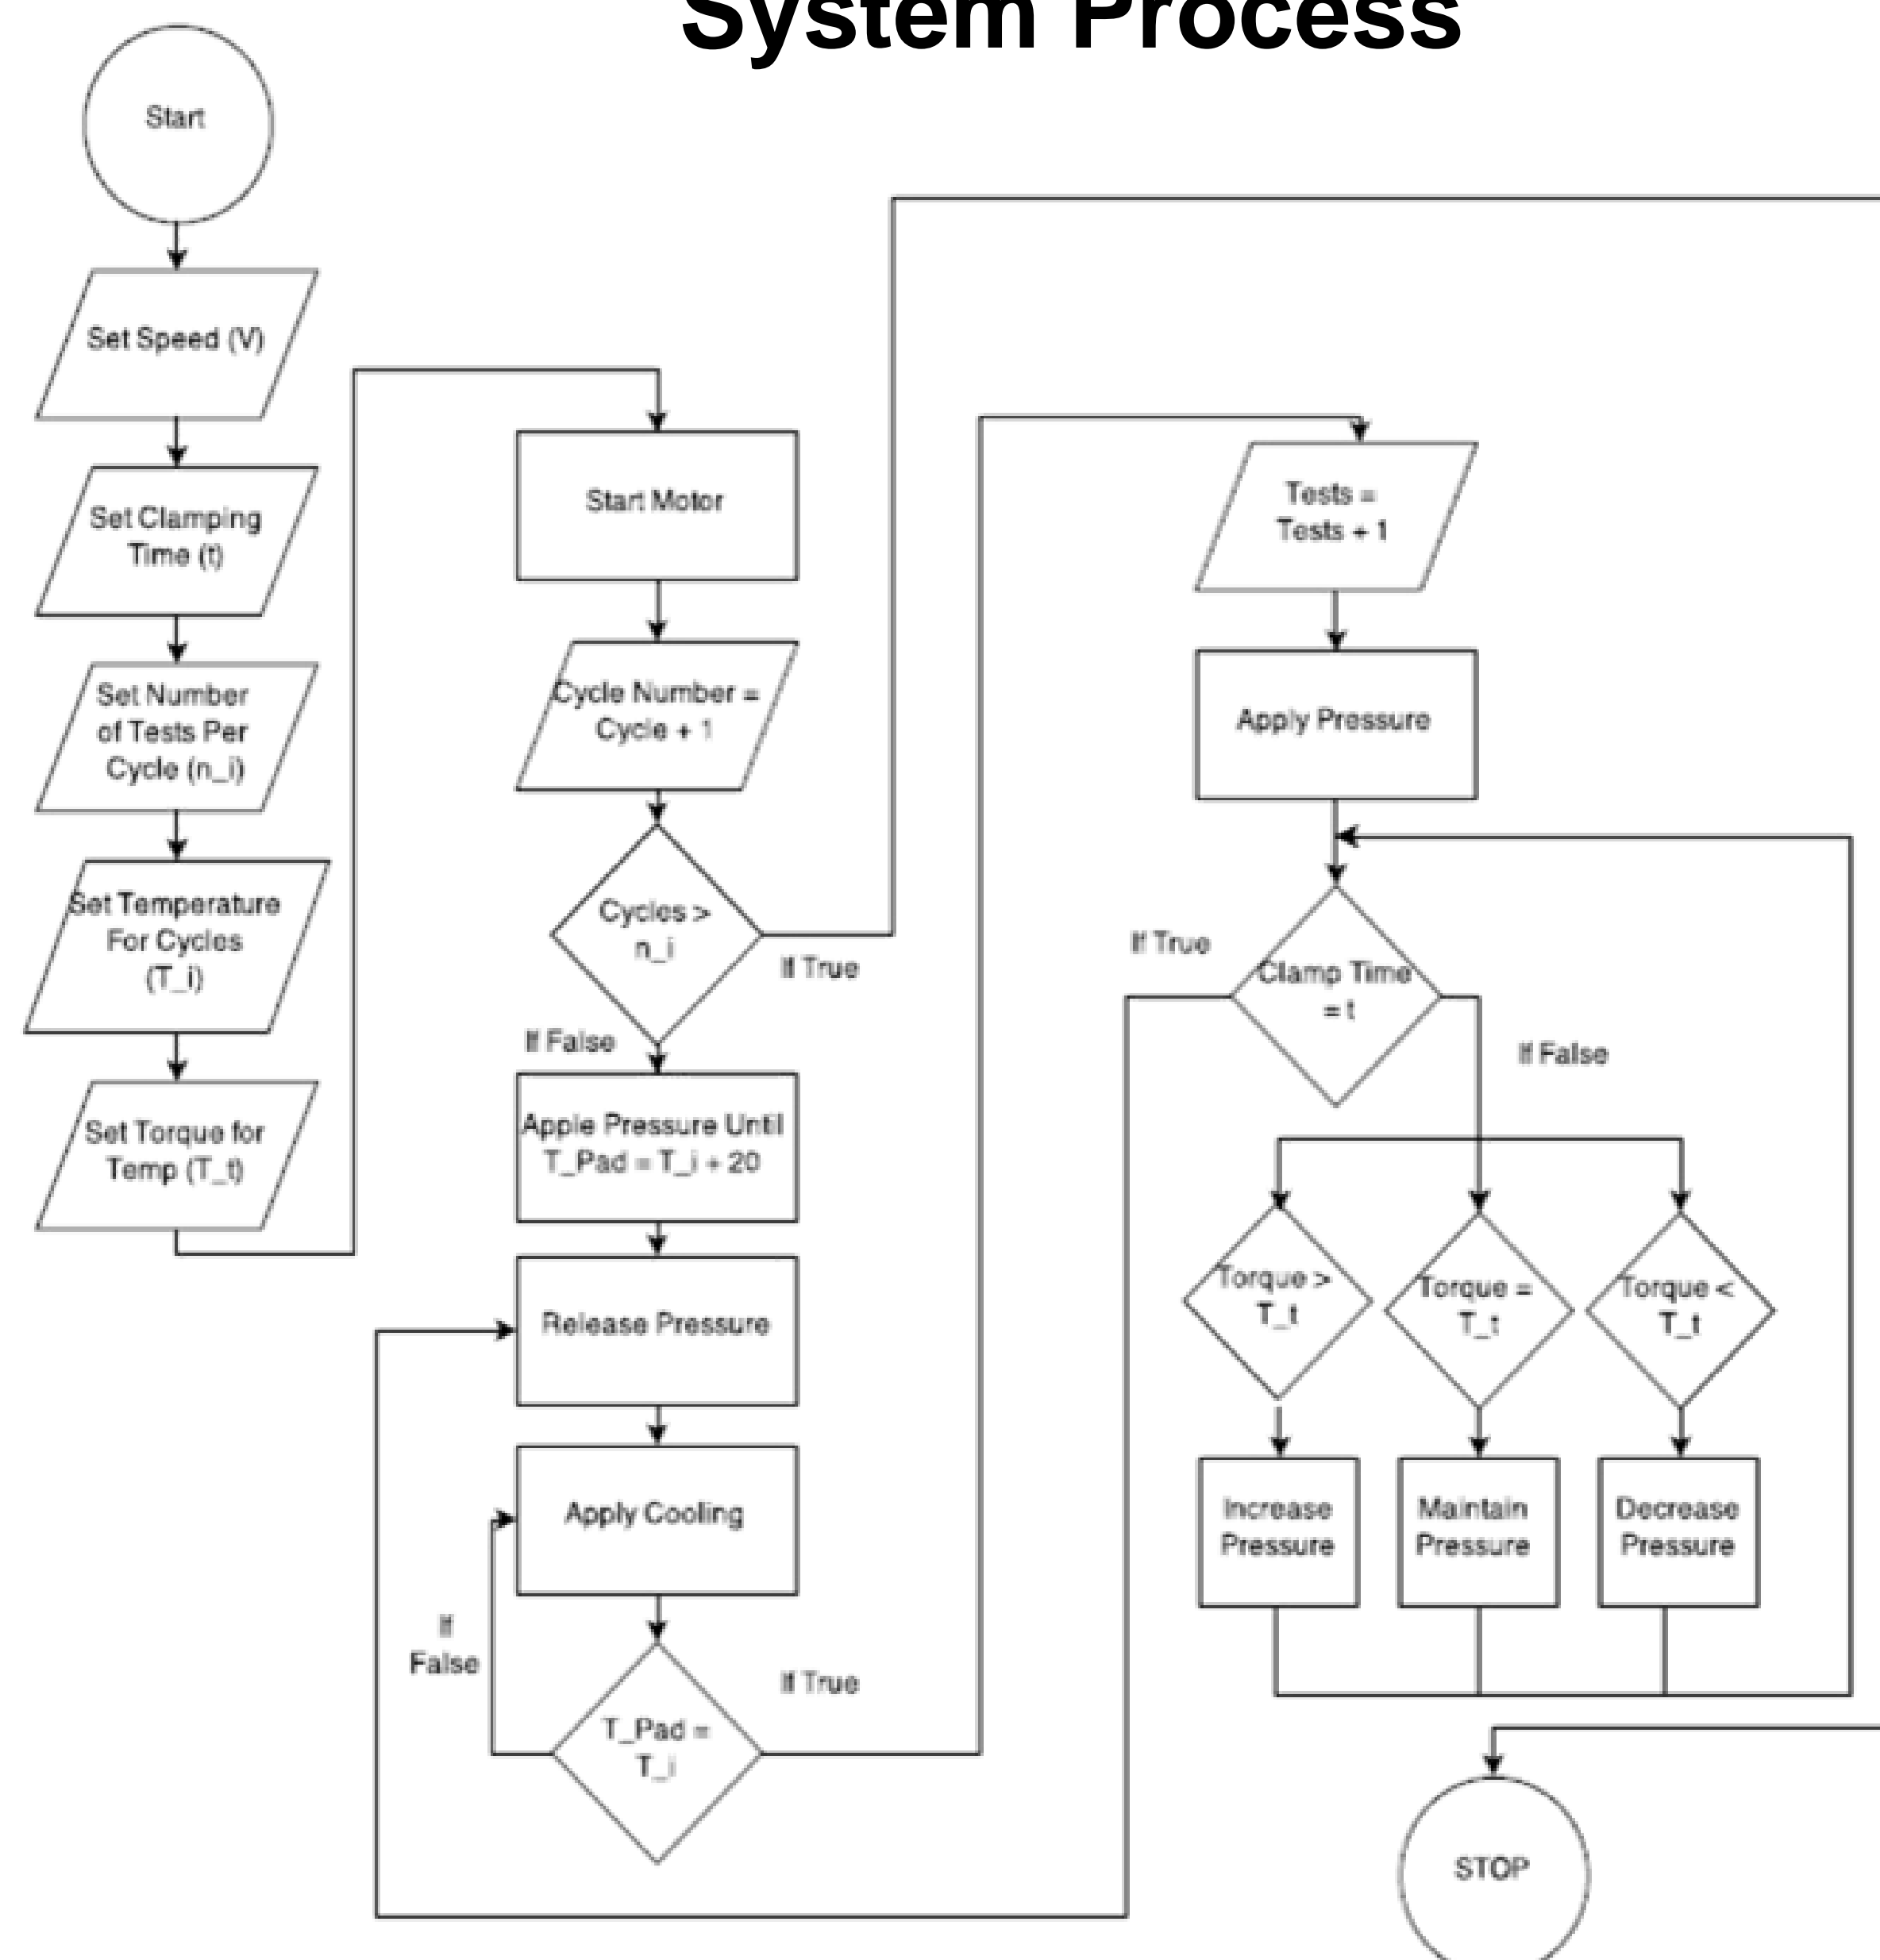 System Process
Start
Set Speed (V)
Set Clamping
Time (t)
Set Number
of Tests Per
Cycle (n_i)
Set Temperature
For Cycles
(T_i)
Set Torque for
Temp (T_t)
Start Motor
Cycle Number =
Cycle + 1
Cycles >
n_i
If True
If False
Apple Pressure Until
T_Pad = T_i + 20
Release Pressure
Apply Cooling
If
False
If True
T_Pad =
T_i
Tests =
Tests + 1
Apply Pressure
If True
Clamp Time
= t
If False
Torque >
T_t
Torque =
T_t
Torque <
T_t
Increase
Pressure
Maintain
Pressure
Decrease
Pressure
STOP